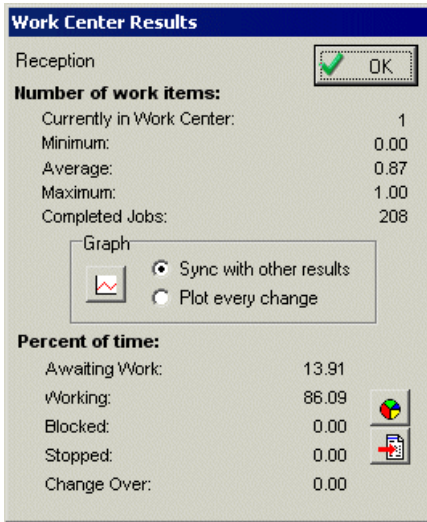 Work Center Results
Reception
OK
Number of work items:
Currently in Work Center: 1
Minimum: 0.00
Average: 0.87
Maximum: 1.00
Completed Jobs: 208
Graph
Sync with other results
Plot every change
Percent of time:
Awaiting Work: 13.91
Working: 86.09
Blocked: 0.00
Stopped: 0.00
Change Over: 0.00